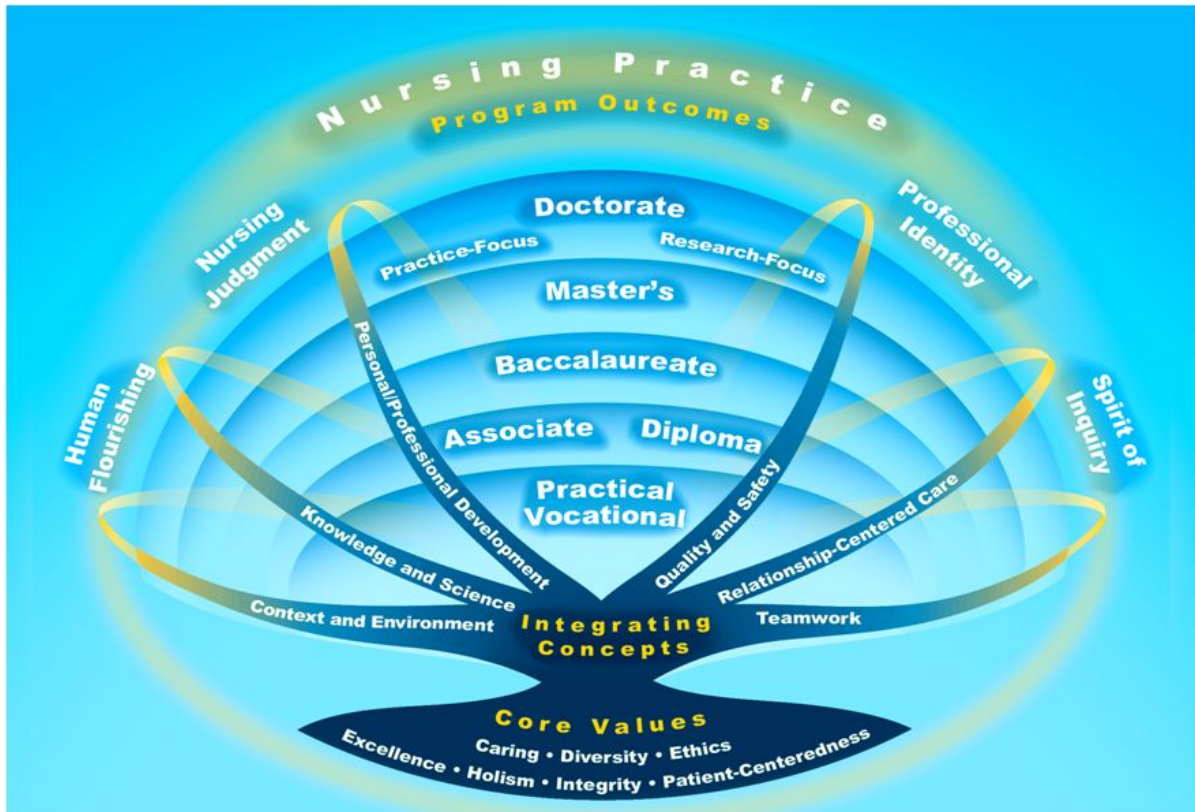 Nursing Practice
Program Outcomes
Nursing
Judgment
Professional
Identity
Human
Flourishing
Spirit of
Inquiry
Doctorate
Practice-Focus
Research-Focus
Master's
Baccalaureate
Associate
Diploma
Practical
Vocational
Personal/Professional Development
Quality and Safety
Knowledge and Science
Relationship-Centered Care
Context and Environment
Teamwork
Integrating
Concepts
Core Values
Caring • Diversity • Ethics
Excellence • Holism • Integrity • Patient-Centeredness